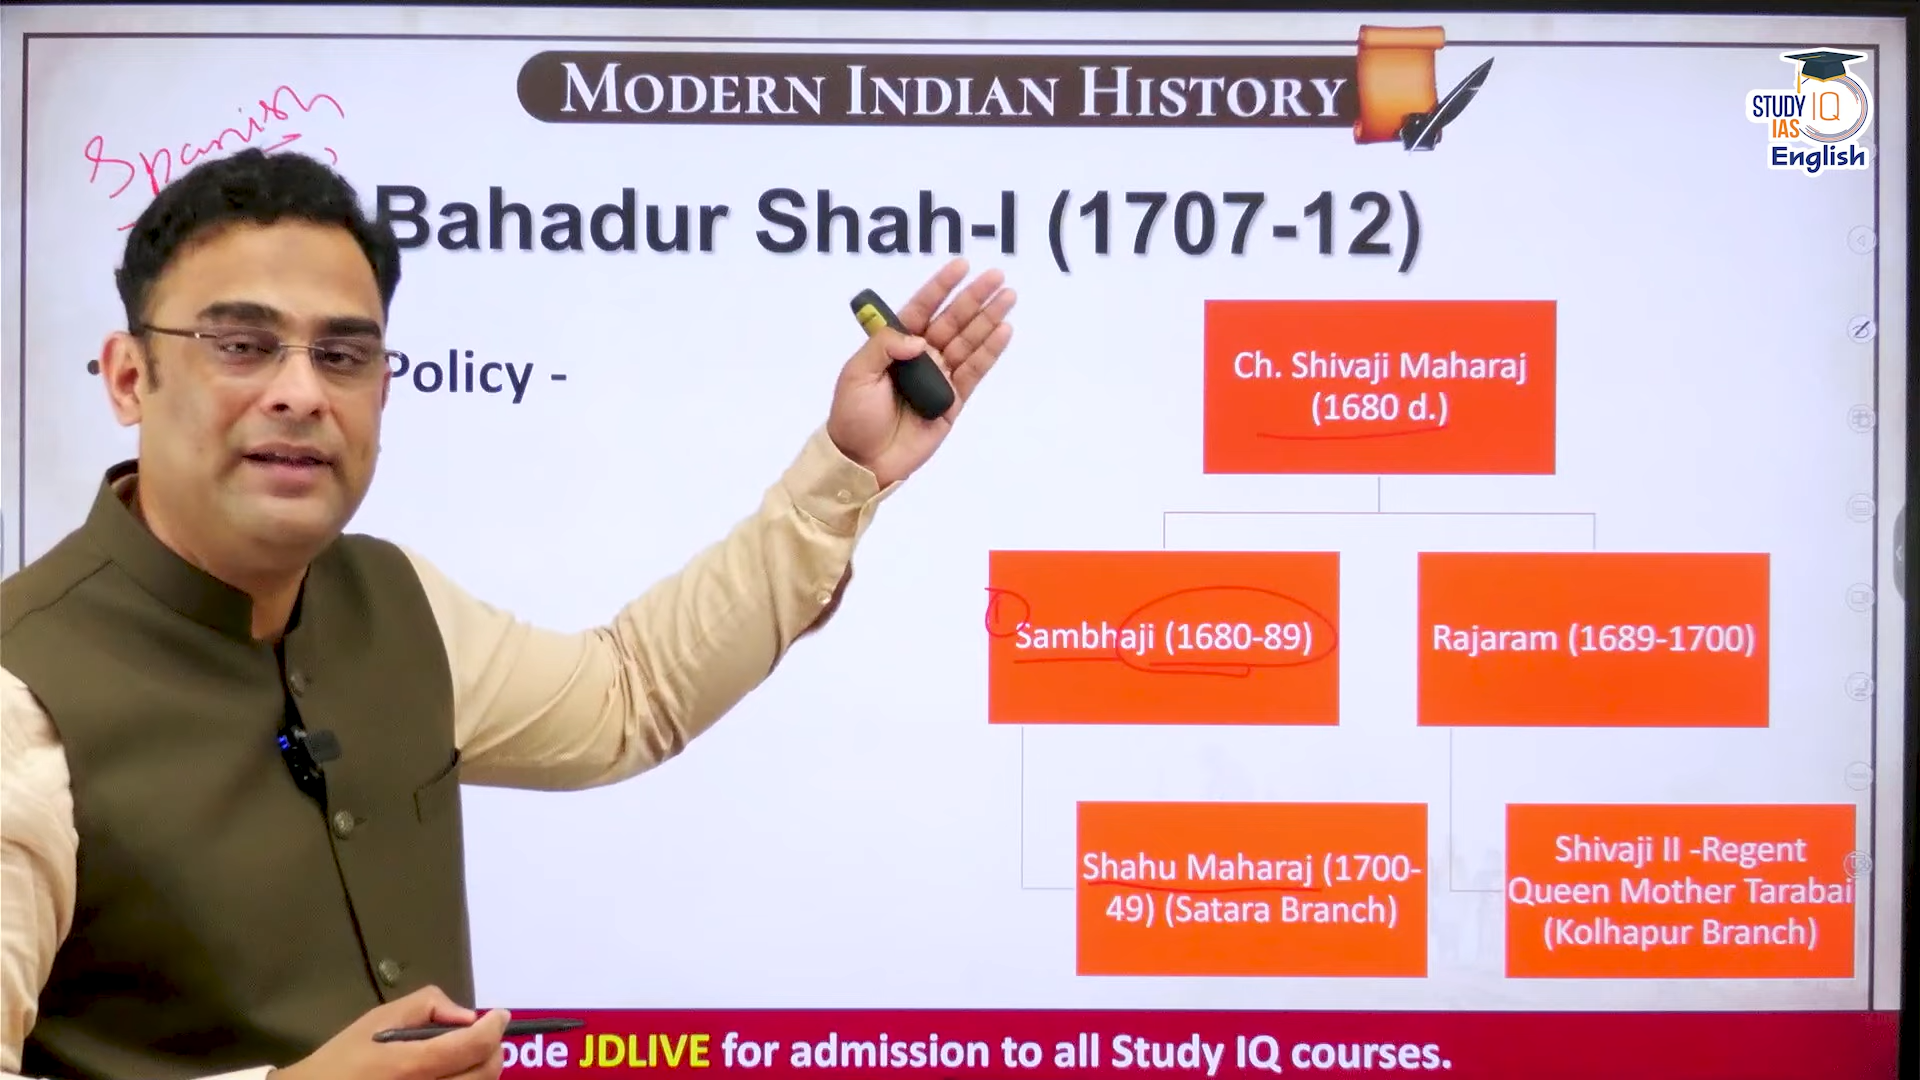 MODERN INDIAN HISTORY
STUDY IQ
IAS
English
Spanish
Bahadur Shah-I (1707-12)
Policy -
Ch. Shivaji Maharaj
(1680 d.)
1
Sambhaji (1680-89)
Rajaram (1689-1700)
Shahu Maharaj (1700-
49) (Satara Branch)
Shivaji II -Regent
Queen Mother Tarabai
(Kolhapur Branch)
ode JDLIVE for admission to all Study IQ courses.